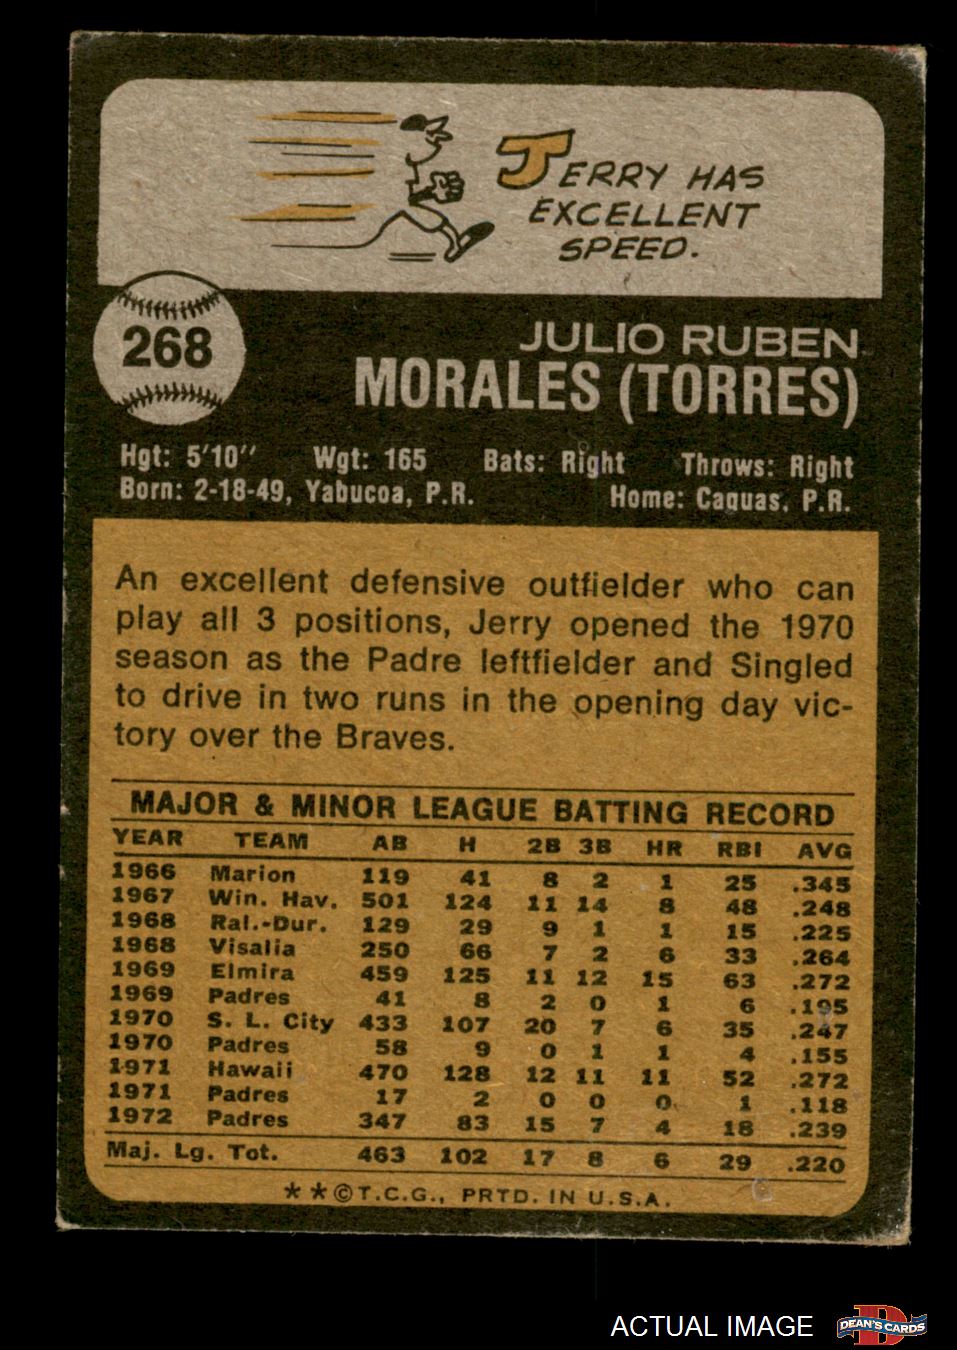 JERRY HAS
EXCELLENT
SPEED.
268
JULIO RUBEN
MORALES (TORRES)
Hgt: 5'10" Wgt: 165 Bats: Right Throws: Right
Born: 2-18-49, Yabucoa, P.R. Home: Caguas, P.R.
An excellent defensive outfielder who can
play all 3 positions, Jerry opened the 1970
season as the Padre leftfielder and Singled
to drive in two runs in the opening day vic-
tory over the Braves.
MAJOR & MINOR LEAGUE BATTING RECORD
YEAR TEAM AB H 2B 3B HR RBI AVG
1966 Marion 119 41 8 2 1 25 .345
1967 Win. Hav. 501 124 11 14 8 48 .248
1968 Ral.-Dur. 129 29 9 1 1 15 .225
1968 Visalia 250 66 7 2 6 33 .264
1969 Elmira 459 125 11 12 15 63 .272
1969 Padres 41 8 2 0 1 6 .195
1970 S. L. City 433 107 20 7 6 35 .247
1970 Padres 58 9 0 1 1 4 .155
1971 Hawaii 470 128 12 11 11 52 .272
1971 Padres 17 2 0 0 0 1 .118
1972 Padres 347 83 15 7 4 18 .239
Maj. Lg. Tot. 463 102 17 8 6 29 .220
**©T.C.G., PRTD. IN U.S.A.
ACTUAL IMAGE
D
DEAN'S CARDS